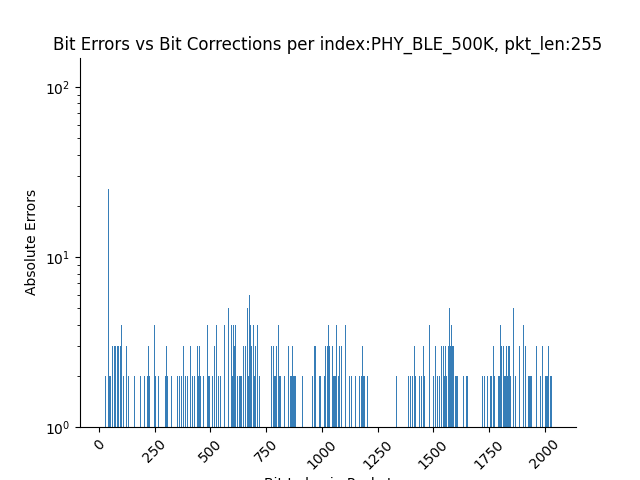 Bit Errors vs Bit Corrections per index:PHY_BLE_500K, pkt_len:255
10²
10¹
10⁰
Absolute Errors
0 250 500 750 1000 1250 1500 1750 2000